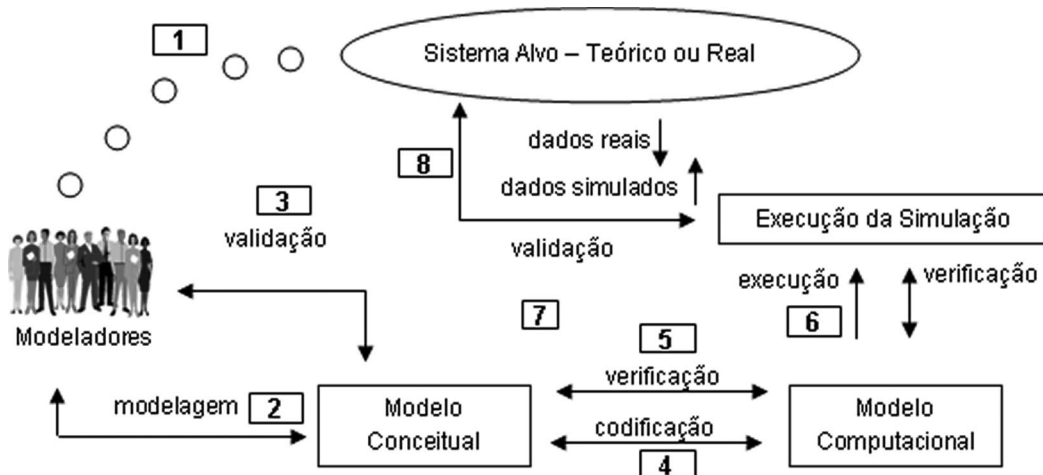 1
Sistema Alvo – Teórico ou Real
dados reais
8
dados simulados
3
validação
Execução da Simulação
validação
execução
verificação
7
6
Modeladores
5
verificação
modelagem
2
Modelo
Conceitual
codificação
4
Modelo
Computacional